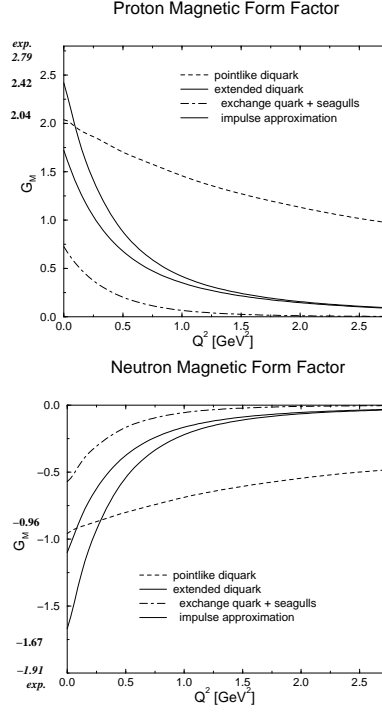 Proton Magnetic Form Factor
exp.
2.79
2.42
2.04
2.5
2.0
1.5
1.0
0.5
0.0
G_M
pointlike diquark
extended diquark
exchange quark + seagulls
impulse approximation
0.0 0.5 1.0 1.5 2.0 2.5
Q² [GeV²]
Neutron Magnetic Form Factor
0.0
−0.5
−0.96
−1.0
−1.5
−1.67
−1.91
exp.
−2.0
G_M
pointlike diquark
extended diquark
exchange quark + seagulls
impulse approximation
0.0 0.5 1.0 1.5 2.0 2.5
Q² [GeV²]